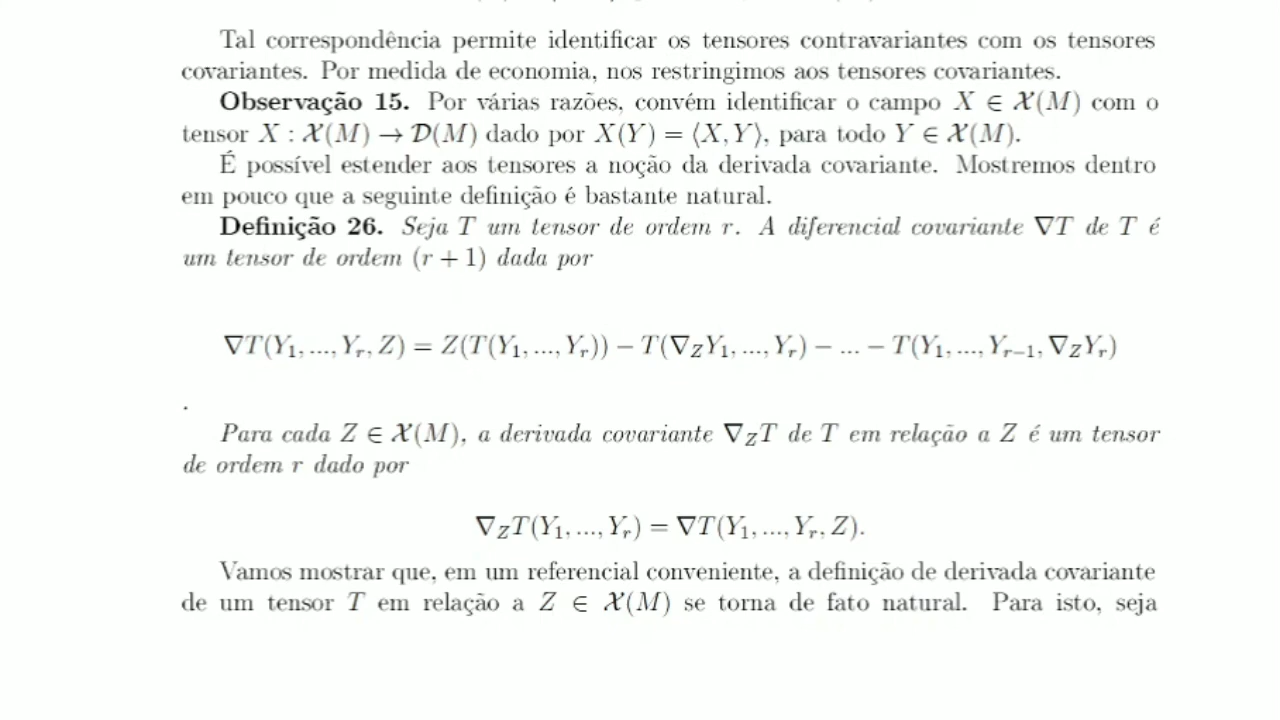 Tal correspondência permite identificar os tensores contravariantes com os tensores
covariantes. Por medida de economia, nos restringimos aos tensores covariantes.
Observação 15. Por várias razões, convém identificar o campo X ∈ 𝒳(M) com o
tensor X : 𝒳(M) → 𝒟(M) dado por X(Y) = ⟨X, Y⟩, para todo Y ∈ 𝒳(M).
É possível estender aos tensores a noção da derivada covariante. Mostremos dentro
em pouco que a seguinte definição é bastante natural.
Definição 26. Seja T um tensor de ordem r. A diferencial covariante ∇T de T é
um tensor de ordem (r + 1) dada por
∇T(Y₁, ..., Yᵣ, Z) = Z(T(Y₁, ..., Yᵣ)) − T(∇_Z Y₁, ..., Yᵣ) − ... − T(Y₁, ..., Yᵣ₋₁, ∇_Z Yᵣ)
.
Para cada Z ∈ 𝒳(M), a derivada covariante ∇_Z T de T em relação a Z é um tensor
de ordem r dado por
∇_Z T(Y₁, ..., Yᵣ) = ∇T(Y₁, ..., Yᵣ, Z).
Vamos mostrar que, em um referencial conveniente, a definição de derivada covariante
de um tensor T em relação a Z ∈ 𝒳(M) se torna de fato natural. Para isto, seja